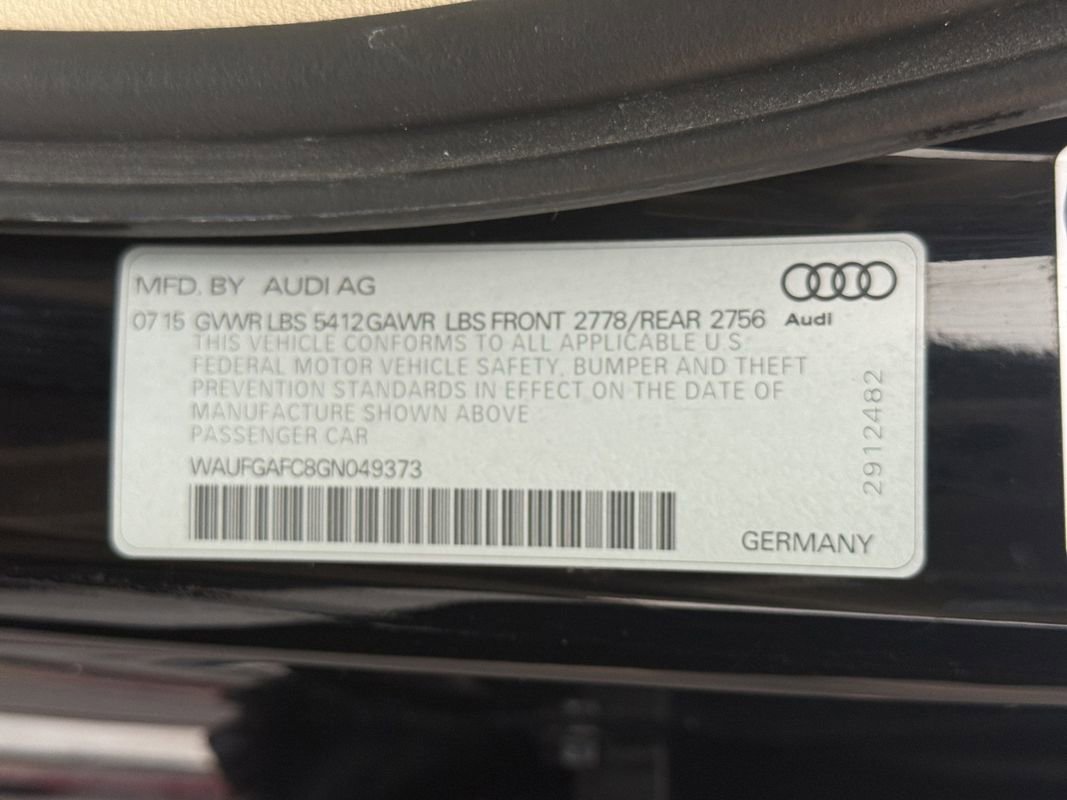 MFD. BY AUDI AG
07 15 GVWR LBS 5412 GAWR LBS FRONT 2778/REAR 2756
Audi
THIS VEHICLE CONFORMS TO ALL APPLICABLE U.S.
FEDERAL MOTOR VEHICLE SAFETY, BUMPER AND THEFT
PREVENTION STANDARDS IN EFFECT ON THE DATE OF
MANUFACTURE SHOWN ABOVE
PASSENGER CAR
WAUFGAFC8GN049373
GERMANY
2912482